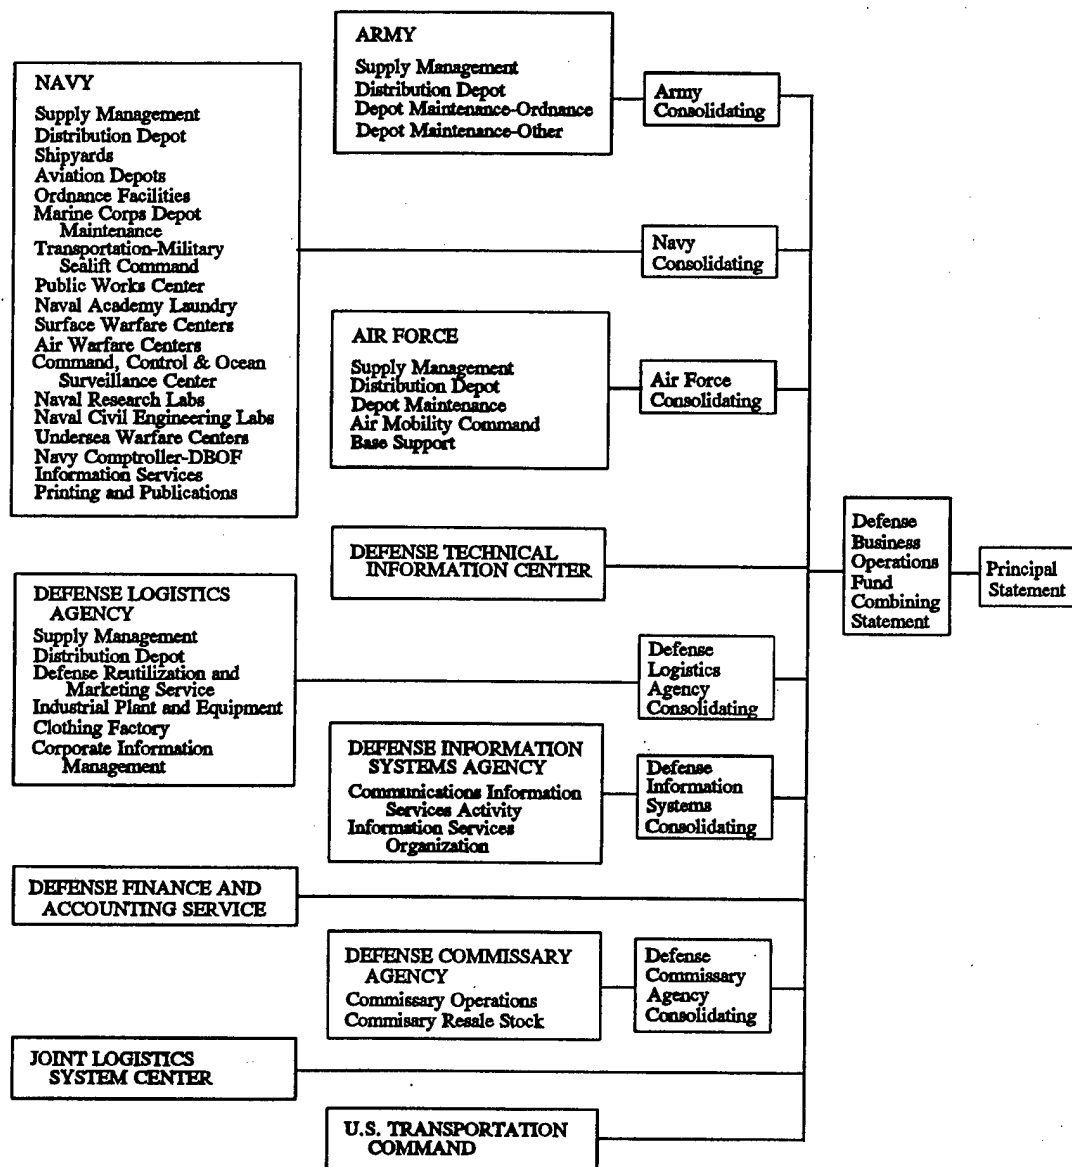 ARMY
Supply Management
Distribution Depot
Depot Maintenance-Ordnance
Depot Maintenance-Other
Army
Consolidating
NAVY
Supply Management
Distribution Depot
Shipyards
Aviation Depots
Ordnance Facilities
Marine Corps Depot
Maintenance
Transportation-Military
Sealift Command
Public Works Center
Naval Academy Laundry
Surface Warfare Centers
Air Warfare Centers
Command, Control & Ocean
Surveillance Center
Naval Research Labs
Naval Civil Engineering Labs
Undersea Warfare Centers
Navy Comptroller-DBOF
Information Services
Printing and Publications
Navy
Consolidating
AIR FORCE
Supply Management
Distribution Depot
Depot Maintenance
Air Mobility Command
Base Support
Air Force
Consolidating
DEFENSE TECHNICAL
INFORMATION CENTER
Defense
Business
Operations
Fund
Combining
Statement
Principal
Statement
DEFENSE LOGISTICS
AGENCY
Supply Management
Distribution Depot
Defense Reutilization and
Marketing Service
Industrial Plant and Equipment
Clothing Factory
Corporate Information
Management
Defense
Logistics
Agency
Consolidating
DEFENSE INFORMATION
SYSTEMS AGENCY
Communications Information
Services Activity
Information Services
Organization
Defense
Information
Systems
Consolidating
DEFENSE FINANCE AND
ACCOUNTING SERVICE
DEFENSE COMMISSARY
AGENCY
Commissary Operations
Commisary Resale Stock
Defense
Commissary
Agency
Consolidating
JOINT LOGISTICS
SYSTEM CENTER
U.S. TRANSPORTATION
COMMAND